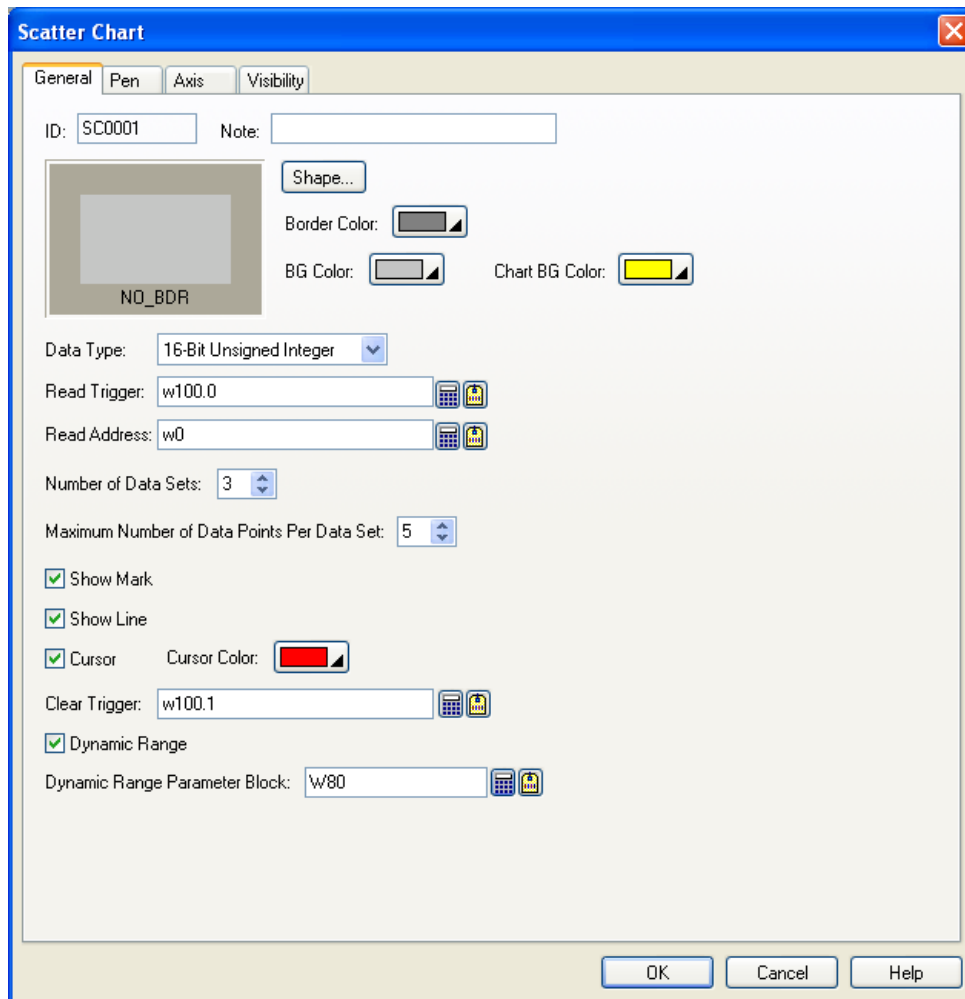 Scatter Chart
General Pen Axis Visibility
ID: SC0001 Note:
Shape...
Border Color:
BG Color: Chart BG Color:
NO_BDR
Data Type: 16-Bit Unsigned Integer
Read Trigger: w100.0
Read Address: w0
Number of Data Sets: 3
Maximum Number of Data Points Per Data Set: 5
Show Mark
Show Line
Cursor Cursor Color:
Clear Trigger: w100.1
Dynamic Range
Dynamic Range Parameter Block: W80
OK Cancel Help